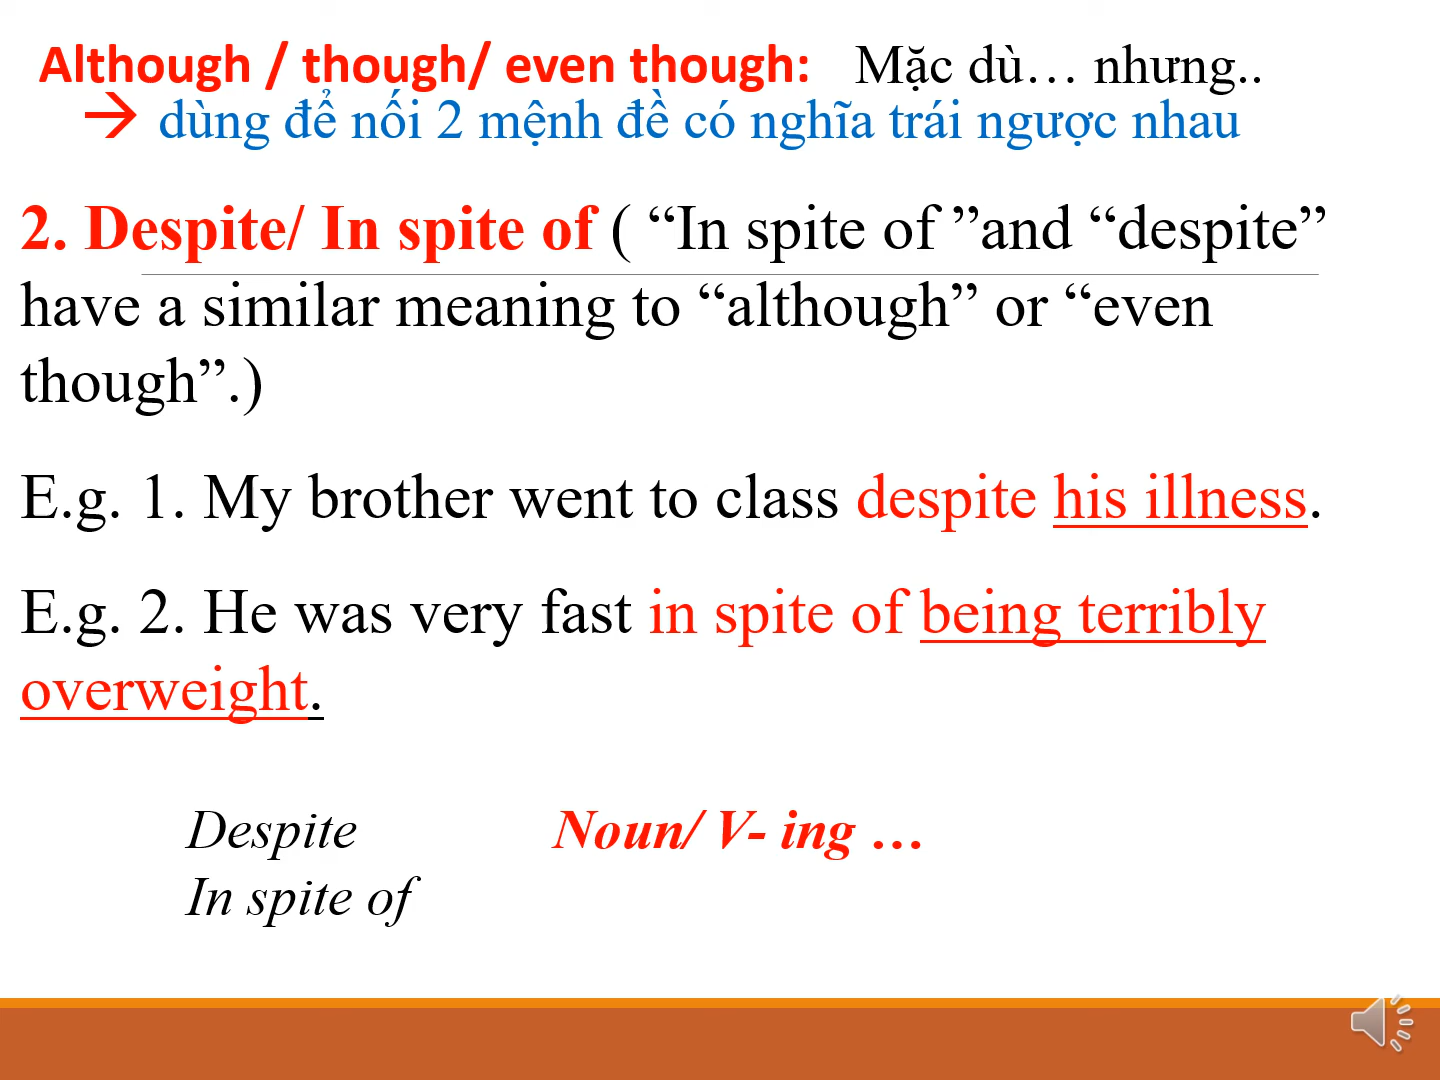 Although / though/ even though: Mặc dù… nhưng..
→ dùng để nối 2 mệnh đề có nghĩa trái ngược nhau
2. Despite/ In spite of ( “In spite of ”and “despite”
have a similar meaning to “although” or “even
though”.)
E.g. 1. My brother went to class despite his illness.
E.g. 2. He was very fast in spite of being terribly
overweight.
Despite Noun/ V- ing …
In spite of